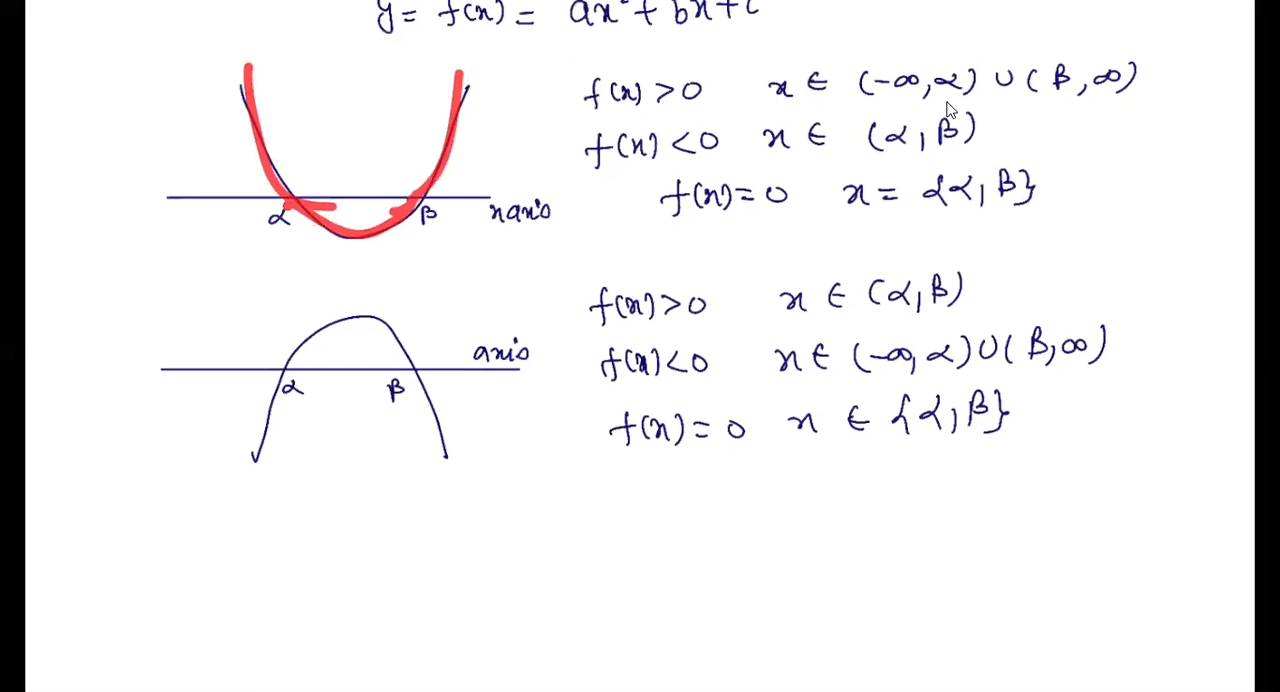 y = f(x) = ax² + bx + c
f(x) > 0 x ∈ (-∞, α) ∪ (β, ∞)
f(x) < 0 x ∈ (α, β)
f(x) = 0 x = {α, β}
α β x axis
f(x) > 0 x ∈ (α, β)
f(x) < 0 x ∈ (-∞, α) ∪ (β, ∞)
f(x) = 0 x ∈ {α, β}
α β axis